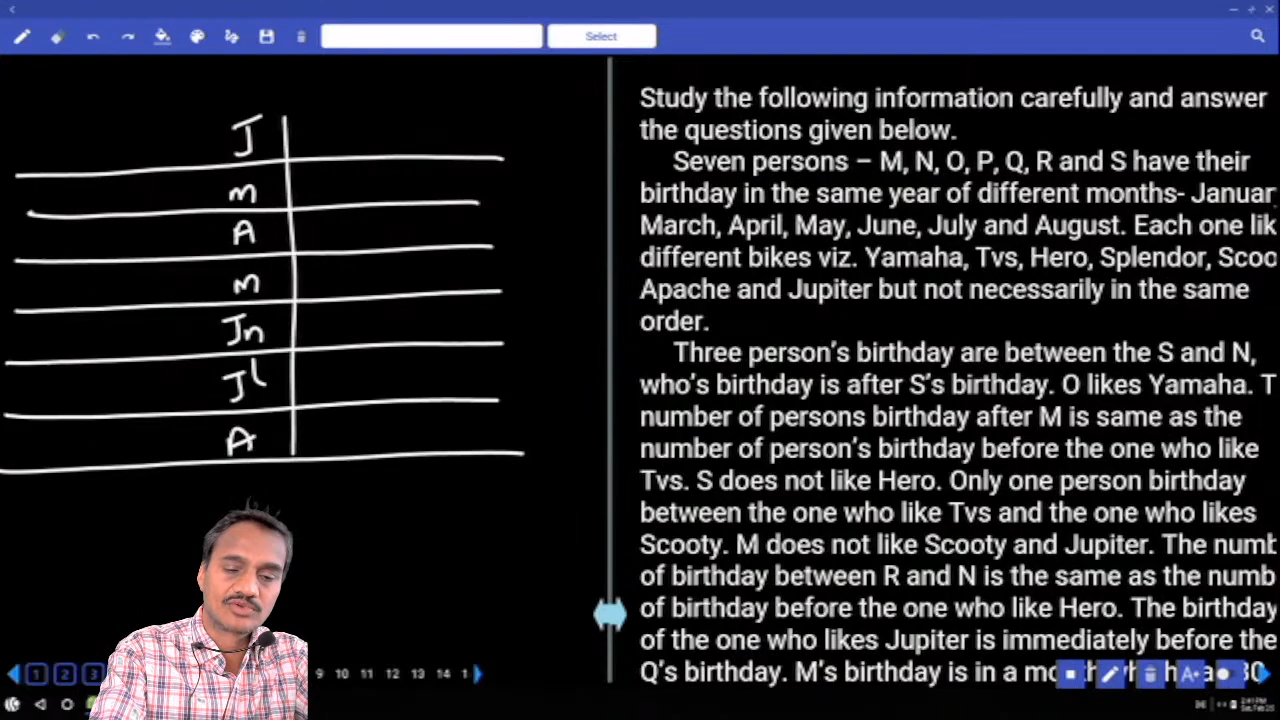 Select
J
m
A
m
Jn
Jl
A
Study the following information carefully and answer
the questions given below.
Seven persons – M, N, O, P, Q, R and S have their
birthday in the same year of different months- Januar
March, April, May, June, July and August. Each one lik
different bikes viz. Yamaha, Tvs, Hero, Splendor, Scoo
Apache and Jupiter but not necessarily in the same
order.
Three person's birthday are between the S and N,
who's birthday is after S's birthday. O likes Yamaha. T
number of persons birthday after M is same as the
number of person's birthday before the one who like
Tvs. S does not like Hero. Only one person birthday
between the one who like Tvs and the one who likes
Scooty. M does not like Scooty and Jupiter. The numb
of birthday between R and N is the same as the numb
of birthday before the one who like Hero. The birthday
of the one who likes Jupiter is immediately before the
Q's birthday. M's birthday is in a mo
1 2 3 9 10 11 12 13 14 1
A+